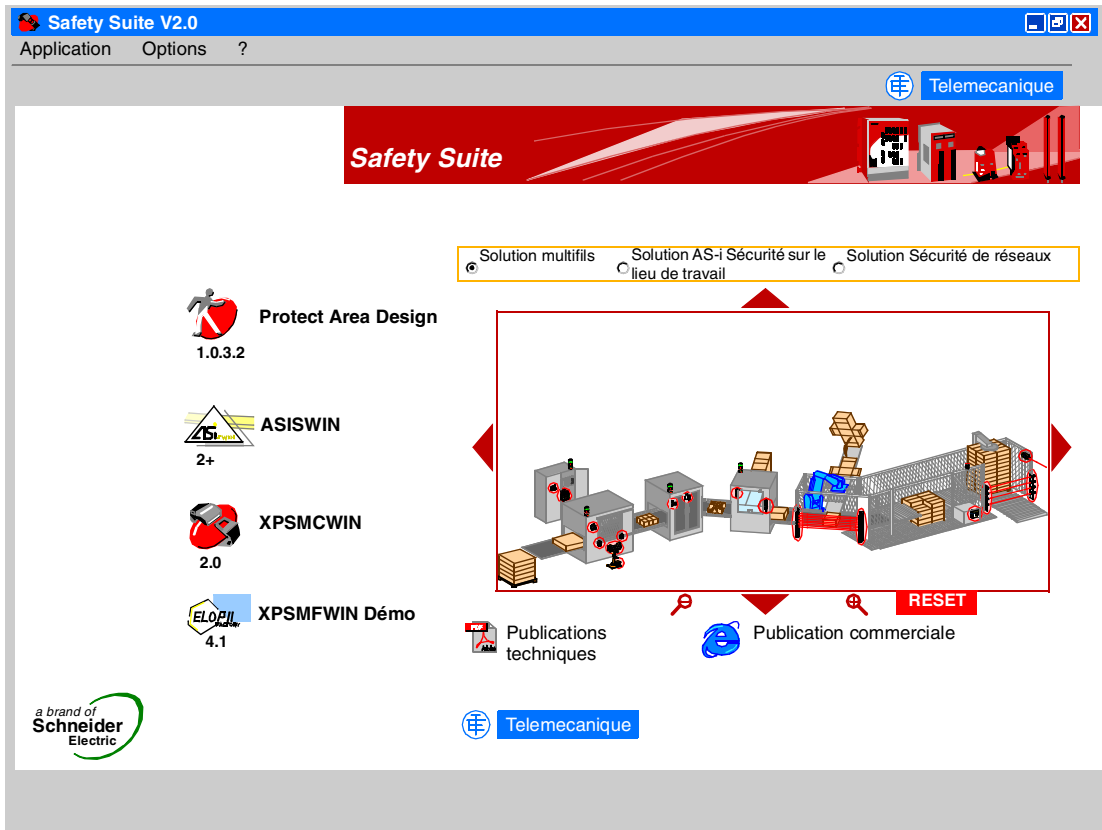 Safety Suite V2.0
Application Options ?
Telemecanique
Safety Suite
Solution multifils
Solution AS-i Sécurité sur le
lieu de travail
Solution Sécurité de réseaux
Protect Area Design
1.0.3.2
ASISWIN
2+
XPSMCWIN
2.0
ELOP II
XPSMFWIN Démo
4.1
RESET
Publications
techniques
Publication commerciale
a brand of
Schneider
Electric
Telemecanique